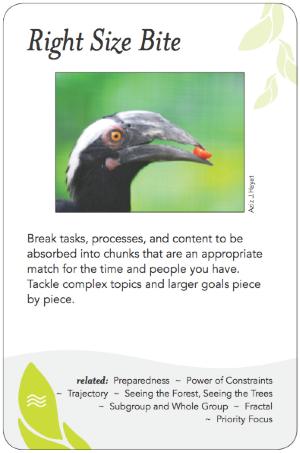 Right Size Bite
Aziz J. Hayat
Break tasks, processes, and content to be
absorbed into chunks that are an appropriate
match for the time and people you have.
Tackle complex topics and larger goals piece
by piece.
related: Preparedness ~ Power of Constraints
~ Trajectory ~ Seeing the Forest, Seeing the Trees
~ Subgroup and Whole Group ~ Fractal
~ Priority Focus